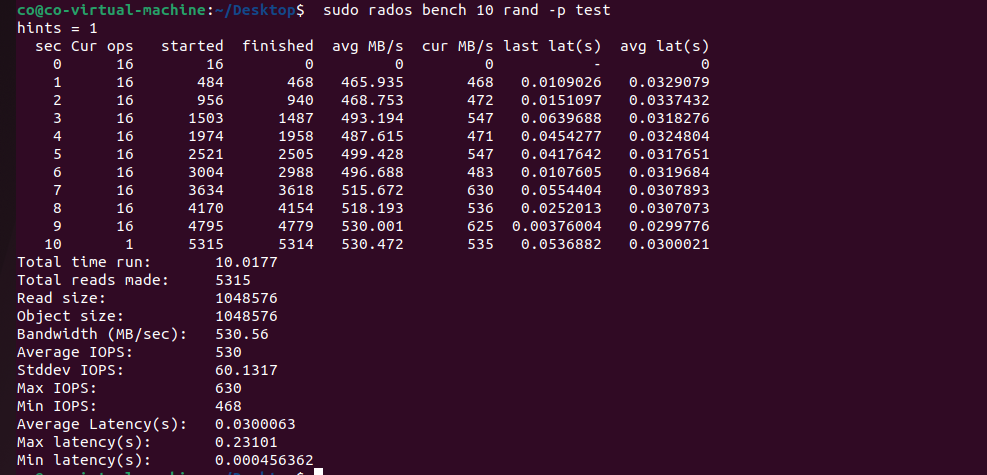 co@co-virtual-machine:~/Desktop$  sudo rados bench 10 rand -p test
hints = 1
  sec Cur ops   started  finished  avg MB/s  cur MB/s last lat(s)  avg lat(s)
    0      16        16         0         0         0           -           0
    1      16       484       468   465.935       468   0.0109026   0.0329079
    2      16       956       940   468.753       472   0.0151097   0.0337432
    3      16      1503      1487   493.194       547   0.0639688   0.0318276
    4      16      1974      1958   487.615       471   0.0454277   0.0324804
    5      16      2521      2505   499.428       547   0.0417642   0.0317651
    6      16      3004      2988   496.688       483   0.0107605   0.0319684
    7      16      3634      3618   515.672       630   0.0554404   0.0307893
    8      16      4170      4154   518.193       536   0.0252013   0.0307073
    9      16      4795      4779   530.001       625  0.00376004   0.0299776
   10       1      5315      5314   530.472       535   0.0536882   0.0300021
Total time run:       10.0177
Total reads made:     5315
Read size:            1048576
Object size:          1048576
Bandwidth (MB/sec):   530.56
Average IOPS:         530
Stddev IOPS:          60.1317
Max IOPS:             630
Min IOPS:             468
Average Latency(s):   0.0300063
Max latency(s):       0.23101
Min latency(s):       0.000456362